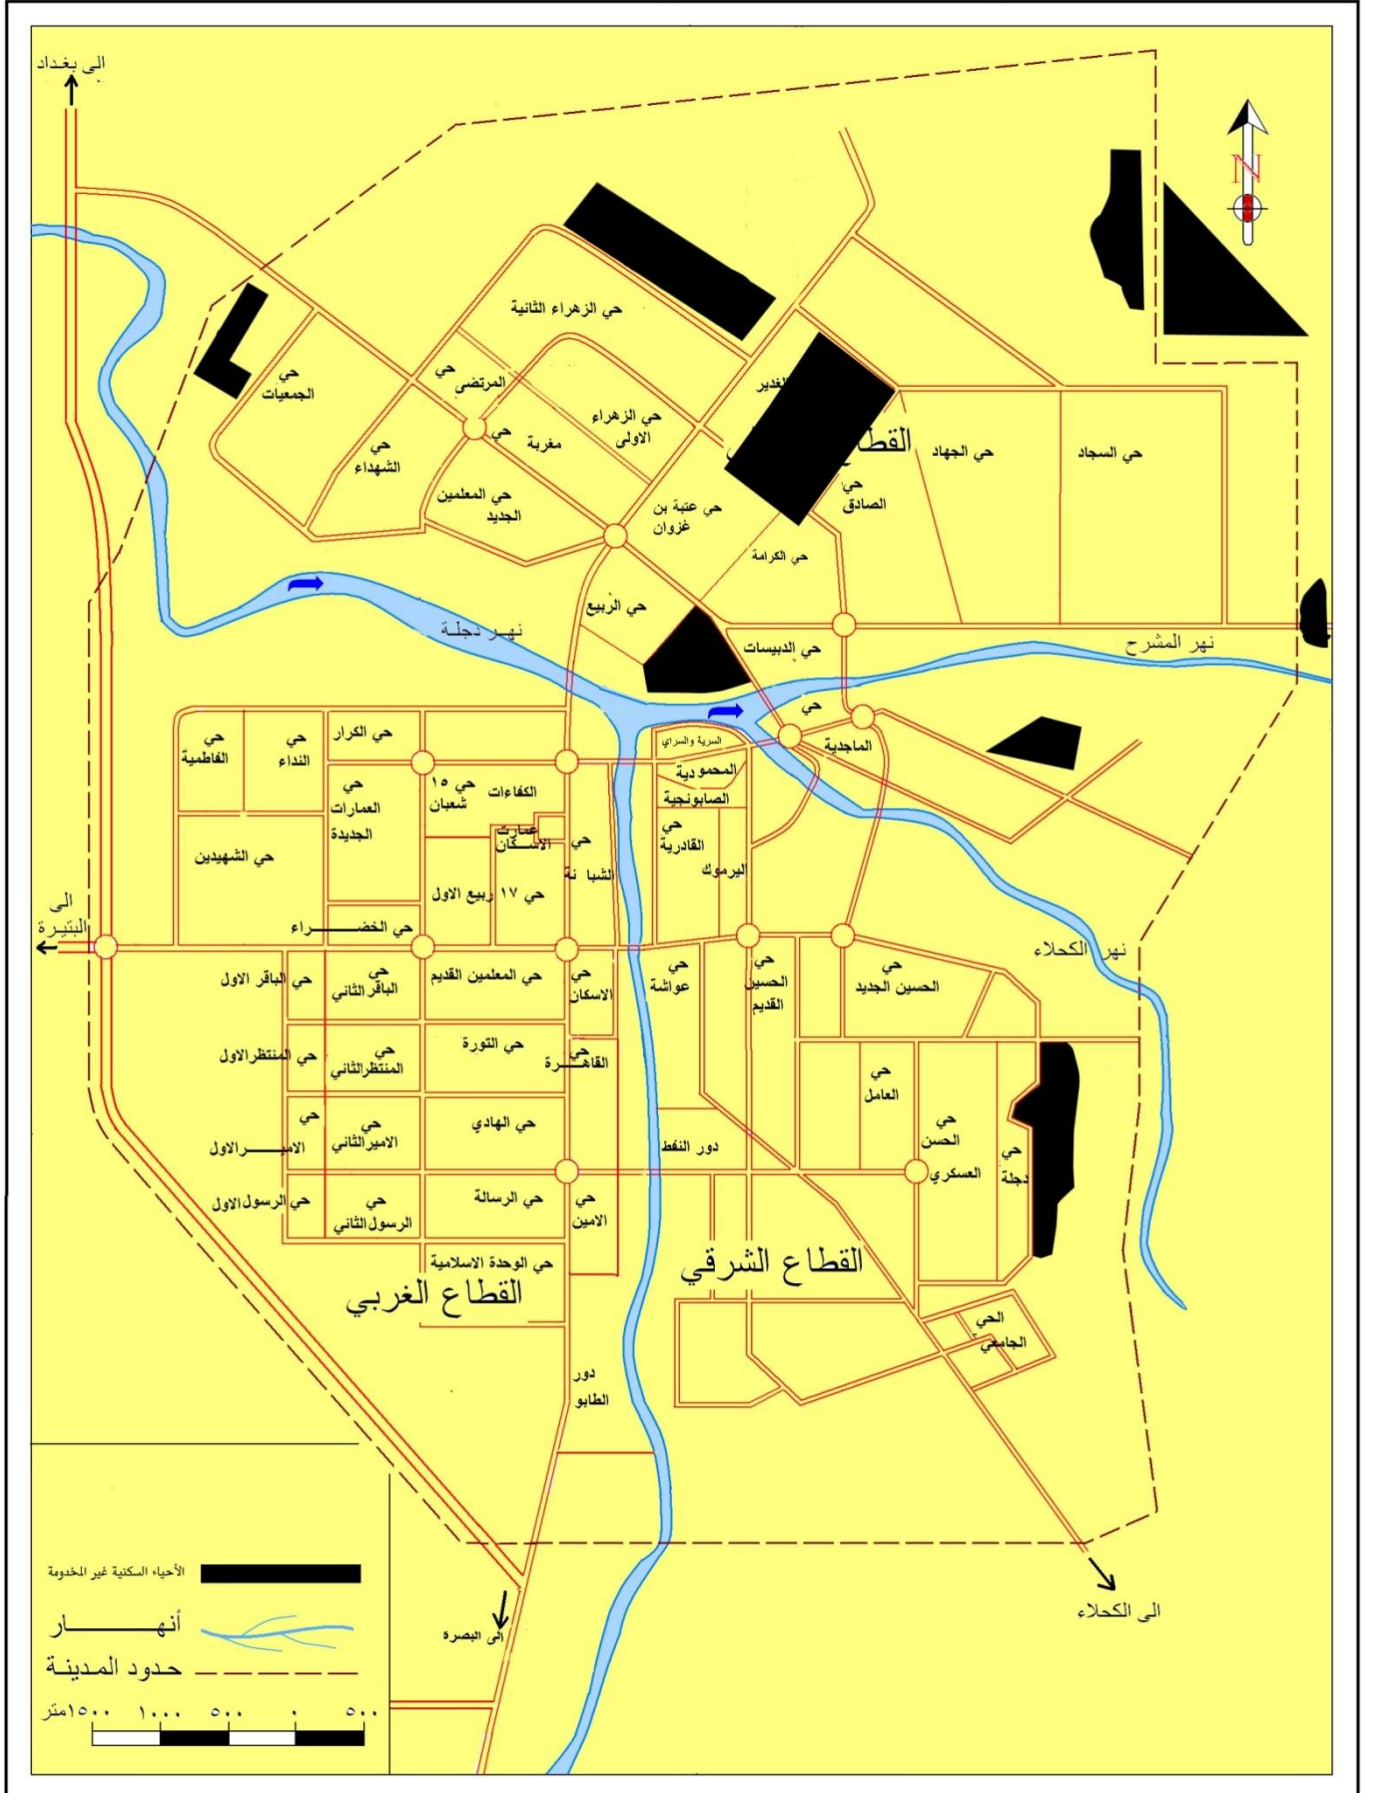 الى بغداد
N
حي الزهراء الثانية
حي
الجمعيات
حي
المرتضى
حي
الشهداء
حي مغربة
حي الزهراء
الاولى
حي المعلمين
الجديد
الغدير
القطاع
حي الجهاد
حي السجاد
حي
الصادق
حي عتبة بن
غزوان
حي الكرامة
حي الربيع
حي الدبيسات
نهر دجلة
نهر المشرح
حي
الماجدية
حي
الفاطمية
حي
النداء
حي الكرار
السرية والسراي
المحمودية
الصابونجية
حي
القادرية
اليرموك
حي
العمارات
الجديدة
حي ١٥
شعبان
الكفاءات
عمارت
الاسكان
حي
الشبانة
حي الشهيدين
حي ١٧ ربيع الاول
حي الخضراء
الى
البتيرة
نهر الكحلاء
حي الباقر الاول
حي
الباقر الثاني
حي المعلمين القديم
حي
الاسكان
حي
عواشة
حي
الحسين
القديم
حي
الحسين الجديد
حي المنتظر الاول
حي
المنتظر الثاني
حي الثورة
حي
القاهرة
حي
العامل
حي
الاميـر الاول
حي
الامير الثاني
حي الهادي
دور النفط
حي
الحسن
العسكري
حي
دجلة
حي الرسول الاول
حي
الرسول الثاني
حي الرسالة
حي
الامين
حي الوحدة الاسلامية
القطاع الغربي
القطاع الشرقي
الحي
الجامعي
دور
الطابو
الى البصرة
الى الكحلاء
الأحياء السكنية غير المخدومة
أنهـار
حدود المدينة
٥٠٠ ٠ ٥٠٠ ١٠٠٠ ١٥٠٠متر